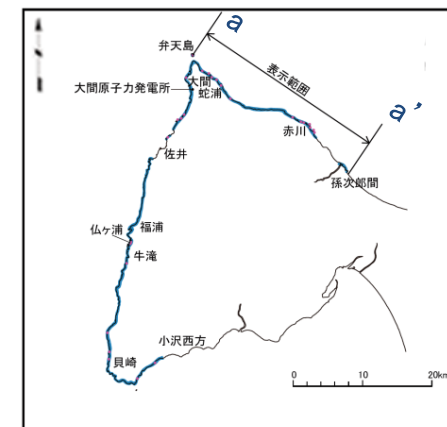 弁天島
a
表示範囲
a’
大間
大間原子力発電所
蛇浦
赤川
佐井
孫次郎間
仏ヶ浦
福浦
牛滝
小沢西方
貝崎
0 10 20km